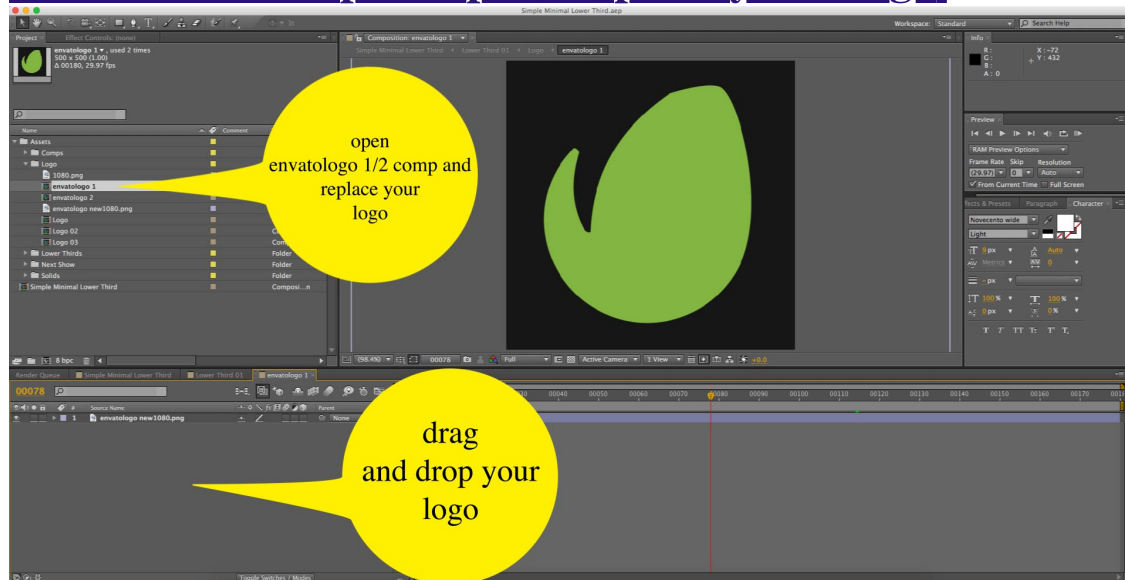 Simple Minimal Lower Third.aep
Workspace: Standard
Search Help
Project
Effect Controls: (none)
envatologo 1 , used 2 times
500 x 500 (1.00)
Δ 00180, 29.97 fps
Name
Comment
Assets
Comps
Logo
1080.png
envatologo 1
envatologo 2
envatologo new1080.png
Logo
Logo 02
Logo 03
Lower Thirds
Folder
Next Show
Folder
Solids
Folder
Simple Minimal Lower Third
Composi...n
8 bpc
open
envatologo 1/2 comp and
replace your
logo
Composition: envatologo 1
Simple Minimal Lower Third
Lower Third 01
Logo
envatologo 1
(98.4%)
00078
Full
Active Camera
1 View
+0.0
Info
R :
G :
B :
A : 0
X : -72
Y : 432
Preview
RAM Preview Options
Frame Rate Skip Resolution
(29.97) 0 Auto
From Current Time Full Screen
fects & Presets
Paragraph
Character
Novecento wide
Light
9 px
Auto
Metrics
0
- px
100 %
100 %
0 px
0 %
Render Queue
Simple Minimal Lower Third
Lower Third 01
envatologo 1
00078
00040
00050
00060
00070
00080
00090
00100
00110
00120
00130
00140
00150
00160
00170
#
Source Name
Parent
1
envatologo new1080.png
None
drag
and drop your
logo
Toggle Switches / Modes